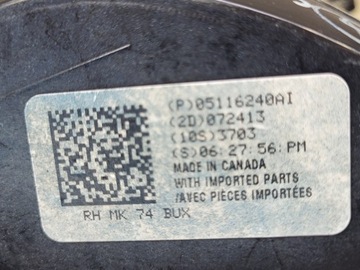 (P)05116240AI
(2D)072413
(10S)3703
(S)06:27:56:PM
MADE IN CANADA
WITH IMPORTED PARTS
/AVEC PIÈCES IMPORTÉES
RH MK 74 BUX